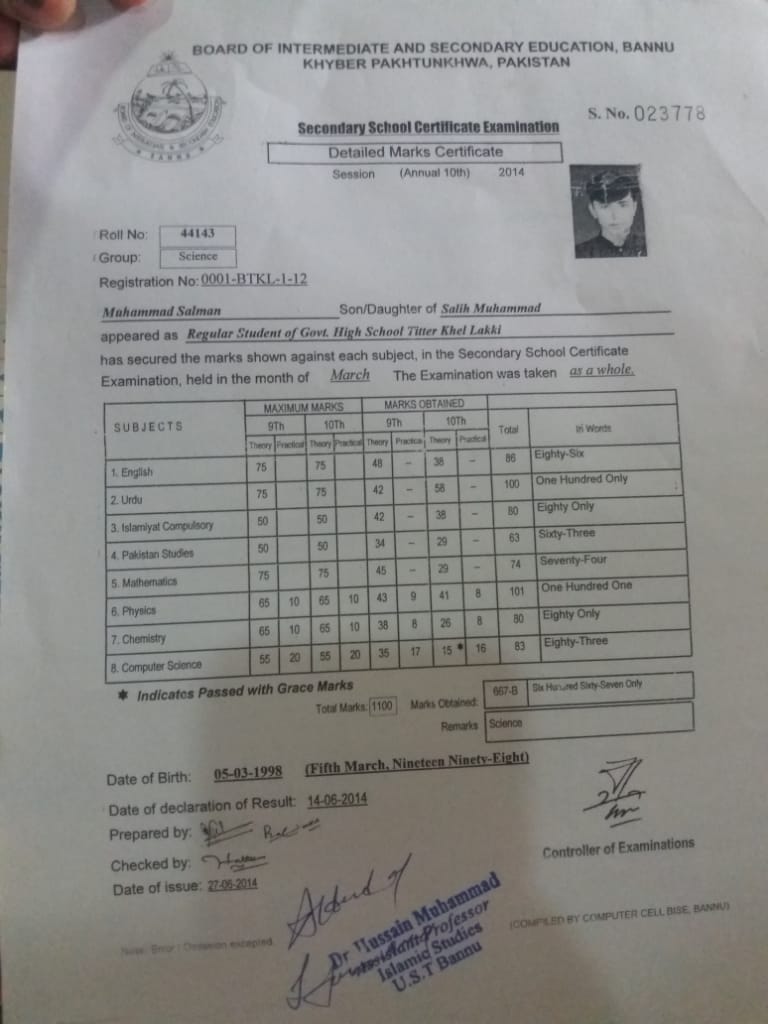 BOARD OF INTERMEDIATE AND SECONDARY EDUCATION, BANNU
KHYBER PAKHTUNKHWA, PAKISTAN
BANNU
S. No. 023778
Secondary School Certificate Examination
Detailed Marks Certificate
Session (Annual 10th) 2014
Roll No: 44143
Group: Science
Registration No: 0001-BTKL-1-12
Muhammad Salman Son/Daughter of Salih Muhammad
appeared as Regular Student of Govt. High School Titter Khel Lakki
has secured the marks shown against each subject, in the Secondary School Certificate
Examination, held in the month of March The Examination was taken as a whole.
SUBJECTS MAXIMUM MARKS MARKS OBTAINED Total In Words
9Th 10Th 9Th 10Th
Theory Practical Theory Practical Theory Practica Theory Practical
1. English 75 75 48 – 38 – 86 Eighty-Six
2. Urdu 75 75 42 – 58 – 100 One Hundred Only
3. Islamiyat Compulsory 50 50 42 – 38 – 80 Eighty Only
4. Pakistan Studies 50 50 34 – 29 – 63 Sixty-Three
5. Mathematics 75 75 45 – 29 – 74 Seventy-Four
6. Physics 65 10 65 10 43 9 41 8 101 One Hundred One
7. Chemistry 65 10 65 10 38 8 26 8 80 Eighty Only
8. Computer Science 55 20 55 20 35 17 15 * 16 83 Eighty-Three
* Indicates Passed with Grace Marks
Total Marks: 1100 Marks Obtained: 667-B Six Hundred Sixty-Seven Only
Remarks Science
Date of Birth: 05-03-1998 (Fifth March, Nineteen Ninety-Eight)
Date of declaration of Result: 14-06-2014
Prepared by:
Checked by:
Controller of Examinations
Date of issue: 27-06-2014
Attested
Dr Hussain Muhammad
Assistant Professor
Islamic Studies
U.S.T Bannu
(COMPILED BY COMPUTER CELL BISE, BANNU)
Note: Error / Omission excepted.